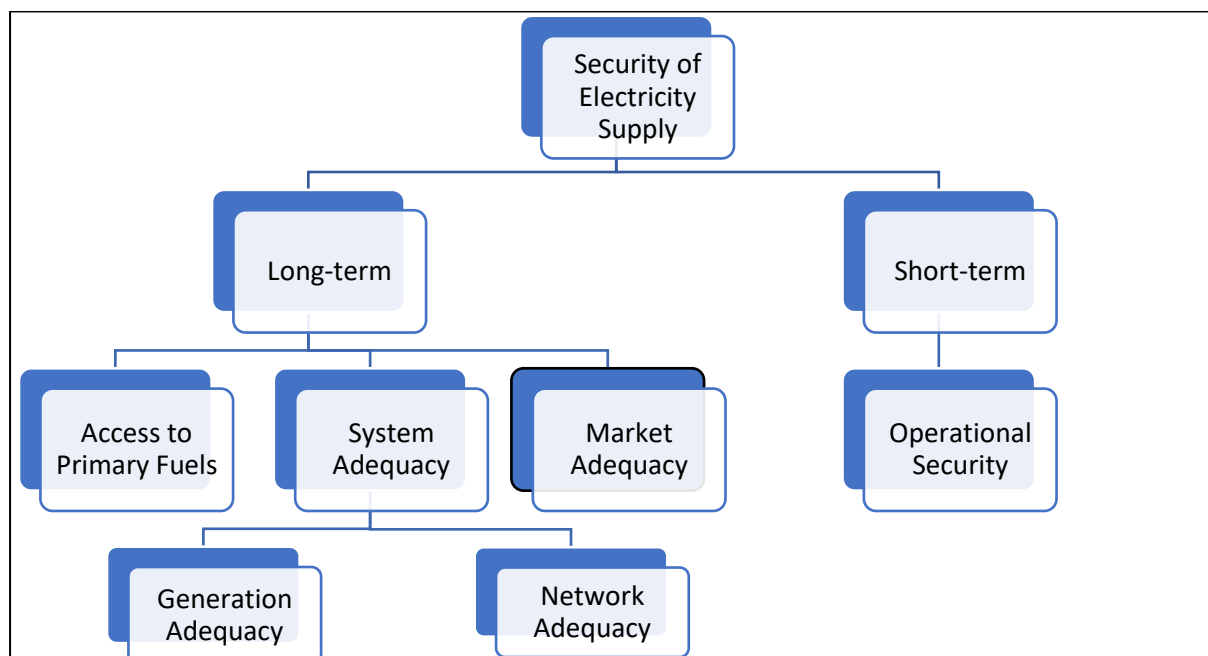 Security of
Electricity
Supply
Long-term
Short-term
Access to
Primary Fuels
System
Adequacy
Market
Adequacy
Operational
Security
Generation
Adequacy
Network
Adequacy